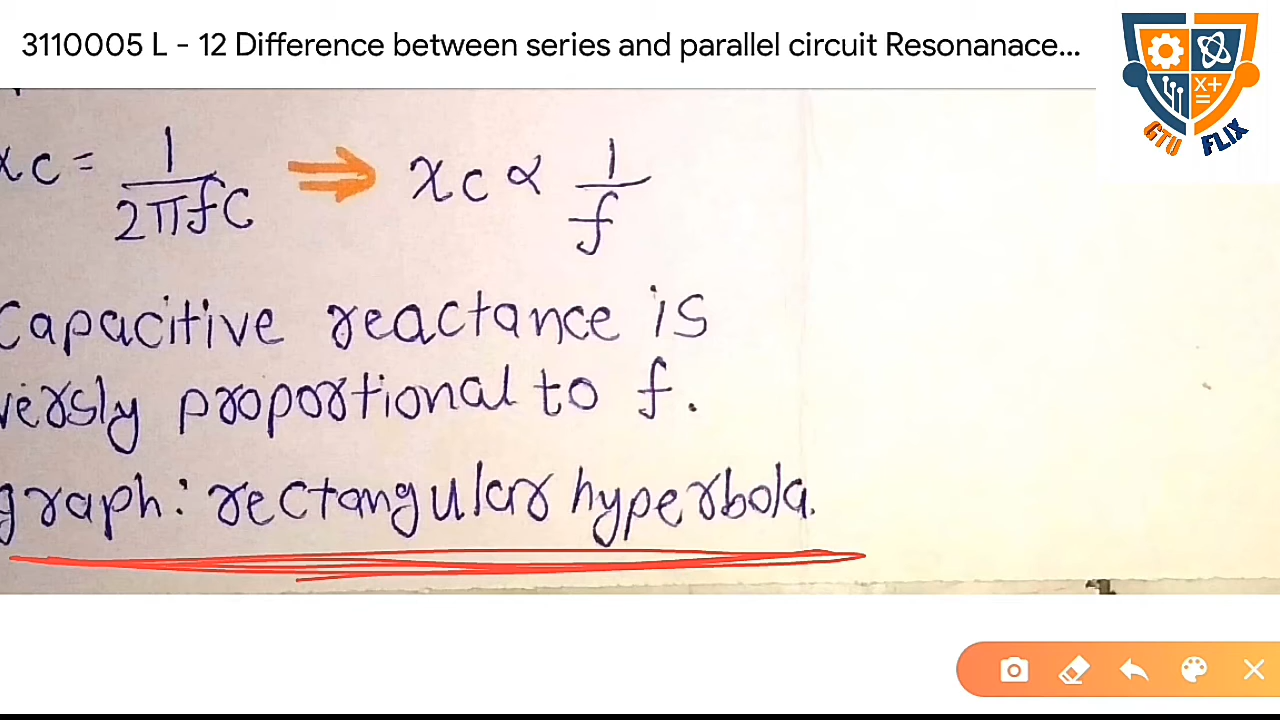 3110005 L - 12 Difference between series and parallel circuit Resonanace...
x+
=
GTU FLIX
xc = 1/2πfC ⇒ xc ∝ 1/f
Capacitive reactance is
versly proportional to f.
graph: rectangular hyperbola.